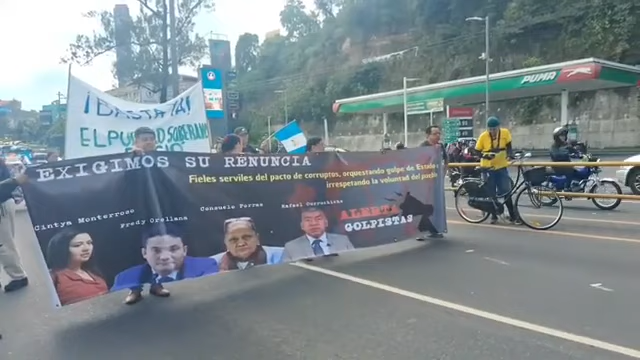 ¡BASTA YA!
EL PUEBLO SOBERANO
PUMA
EXIGIMOS SU RENUNCIA
Fieles serviles del pacto de corruptos, orquestando golpe de Estado,
irrespetando la voluntad del pueblo.
Cintya Monterroso
Fredy Orellana
Consuelo Porras
Rafael Curruchiche
ALERTA
GOLPISTAS